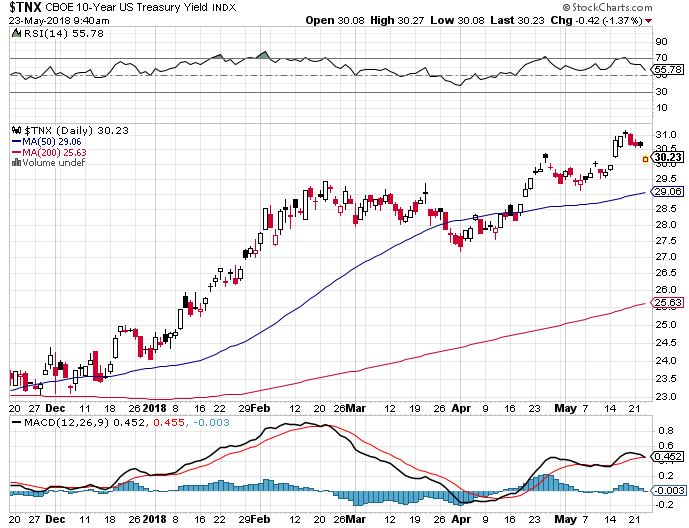 $TNX CBOE 10-Year US Treasury Yield INDX © StockCharts.com
23-May-2018 9:40am Open 30.08 High 30.27 Low 30.08 Last 30.23 Chg -0.42 (-1.37%)
RSI(14) 55.78
90
70
55.78
50
30
10
$TNX (Daily) 30.23
MA(50) 29.06
MA(200) 25.63
Volume undef
31.0
30.5
30.23
29.5
29.06
28.5
28.0
27.5
27.0
26.5
26.0
25.63
25.0
24.5
24.0
23.5
23.0
20 27 Dec 11 18 26 2018 8 16 22 29 Feb 12 20 26 Mar 12 19 26 Apr 9 16 23 May 7 14 21
MACD(12,26,9) 0.452, 0.455, -0.003
0.8
0.6
0.452
0.2
-0.003
-0.2
20 27 Dec 11 18 26 2018 8 16 22 29 Feb 12 20 26 Mar 12 19 26 Apr 9 16 23 May 7 14 21